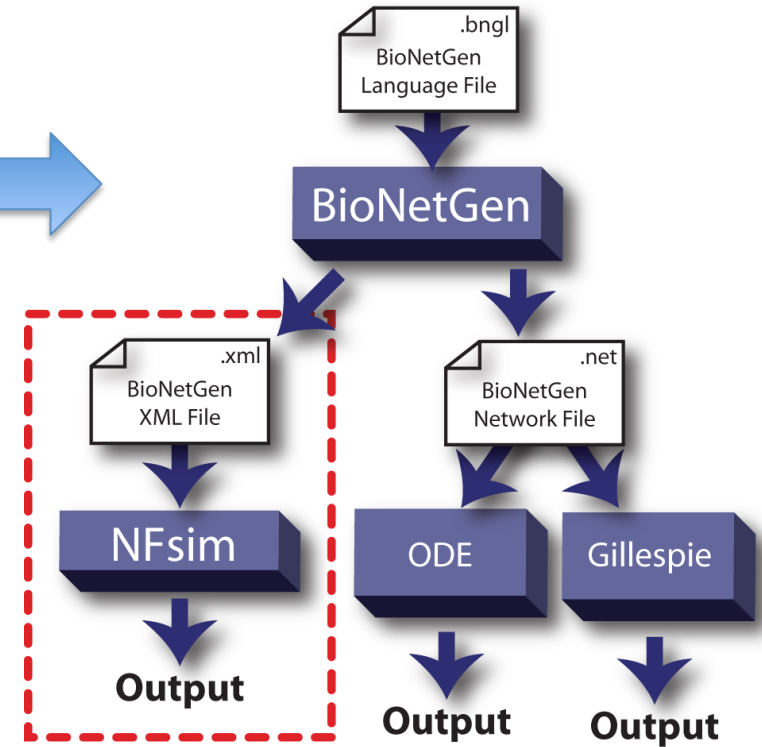 .bngl
BioNetGen
Language File
BioNetGen
.xml
BioNetGen
XML File
.net
BioNetGen
Network File
NFsim
ODE
Gillespie
Output
Output
Output